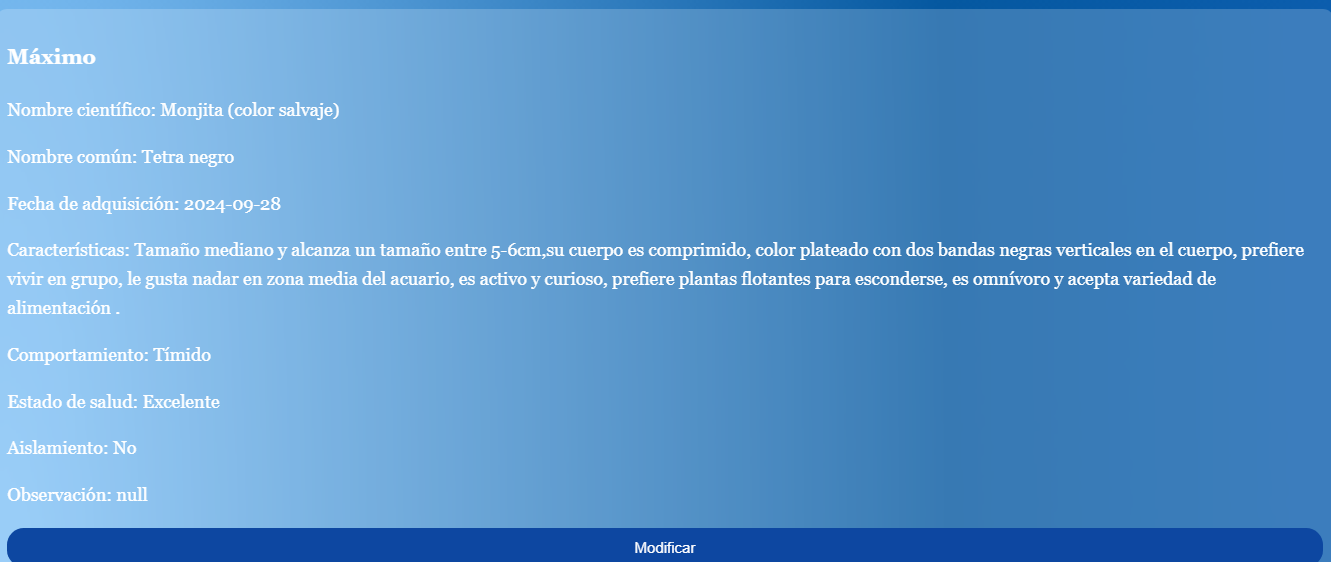 Máximo
Nombre científico: Monjita (color salvaje)
Nombre común: Tetra negro
Fecha de adquisición: 2024-09-28
Características: Tamaño mediano y alcanza un tamaño entre 5-6cm,su cuerpo es comprimido, color plateado con dos bandas negras verticales en el cuerpo, prefiere
vivir en grupo, le gusta nadar en zona media del acuario, es activo y curioso, prefiere plantas flotantes para esconderse, es omnívoro y acepta variedad de
alimentación .
Comportamiento: Tímido
Estado de salud: Excelente
Aislamiento: No
Observación: null
Modificar